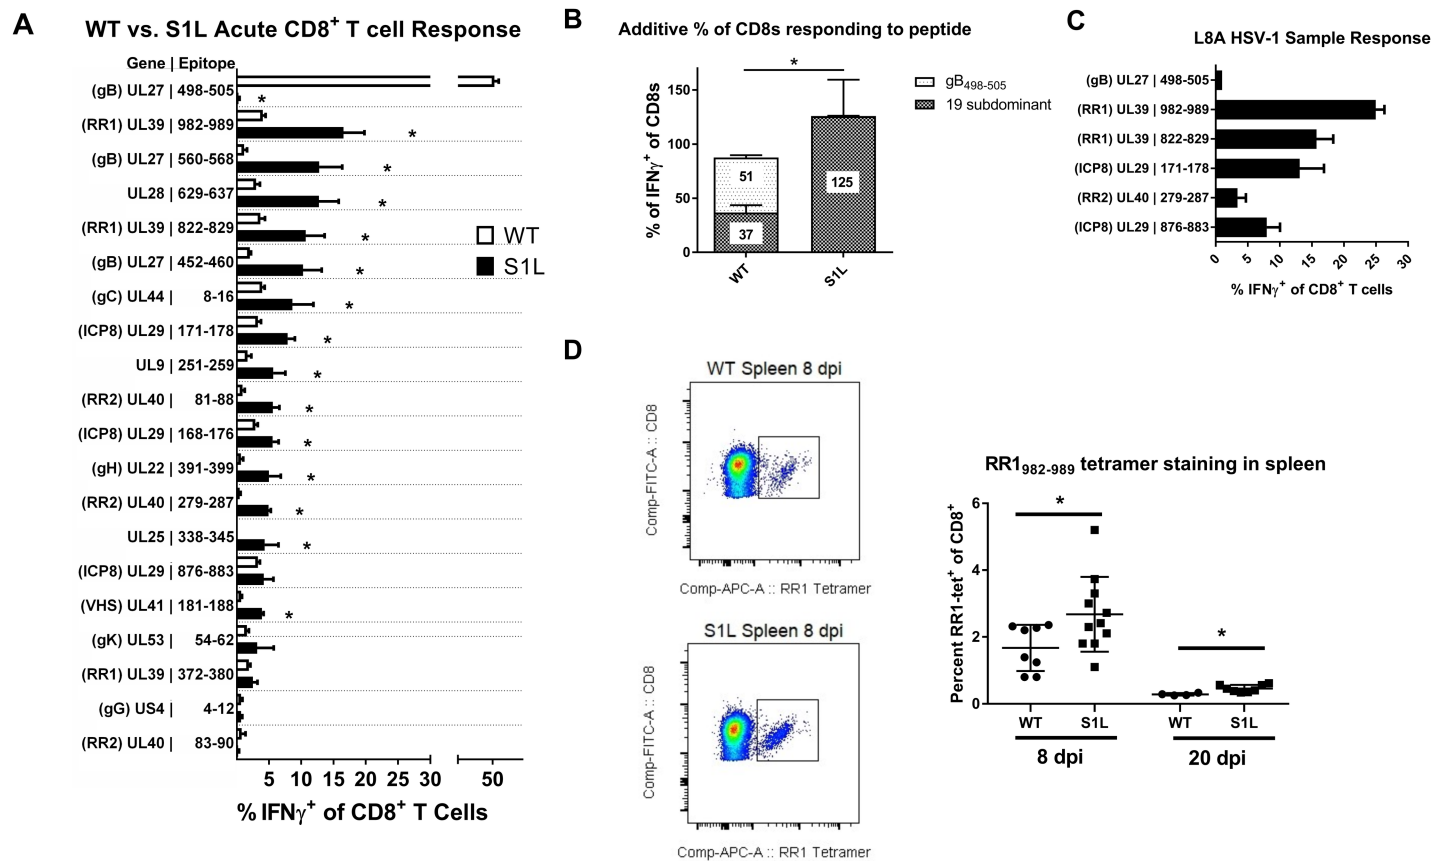 A
WT vs. S1L Acute CD8⁺ T cell Response
Gene | Epitope
(gB) UL27 | 498-505
*
(RR1) UL39 | 982-989
*
(gB) UL27 | 560-568
*
UL28 | 629-637
*
(RR1) UL39 | 822-829
*
(gB) UL27 | 452-460
*
(gC) UL44 | 8-16
*
(ICP8) UL29 | 171-178
*
UL9 | 251-259
*
(RR2) UL40 | 81-88
*
(ICP8) UL29 | 168-176
*
(gH) UL22 | 391-399
*
(RR2) UL40 | 279-287
*
UL25 | 338-345
*
(ICP8) UL29 | 876-883
(VHS) UL41 | 181-188
*
(gK) UL53 | 54-62
(RR1) UL39 | 372-380
(gG) US4 | 4-12
(RR2) UL40 | 83-90
WT
S1L
5 10 15 20 25 30 50
% IFNγ⁺ of CD8⁺ T Cells
B
Additive % of CD8s responding to peptide
% of IFNγ⁺ of CD8s
150
100
50
0
*
51
37
125
WT
S1L
gB₄₉₈₋₅₀₅
19 subdominant
C
L8A HSV-1 Sample Response
(gB) UL27 | 498-505
(RR1) UL39 | 982-989
(RR1) UL39 | 822-829
(ICP8) UL29 | 171-178
(RR2) UL40 | 279-287
(ICP8) UL29 | 876-883
0 5 10 15 20 25 30
% IFNγ⁺ of CD8⁺ T cells
D
WT Spleen 8 dpi
Comp-FITC-A :: CD8
Comp-APC-A :: RR1 Tetramer
S1L Spleen 8 dpi
Comp-FITC-A :: CD8
Comp-APC-A :: RR1 Tetramer
RR1₉₈₂₋₉₈₉ tetramer staining in spleen
Percent RR1-tet⁺ of CD8⁺
6
4
2
0
*
*
WT S1L WT S1L
8 dpi 20 dpi